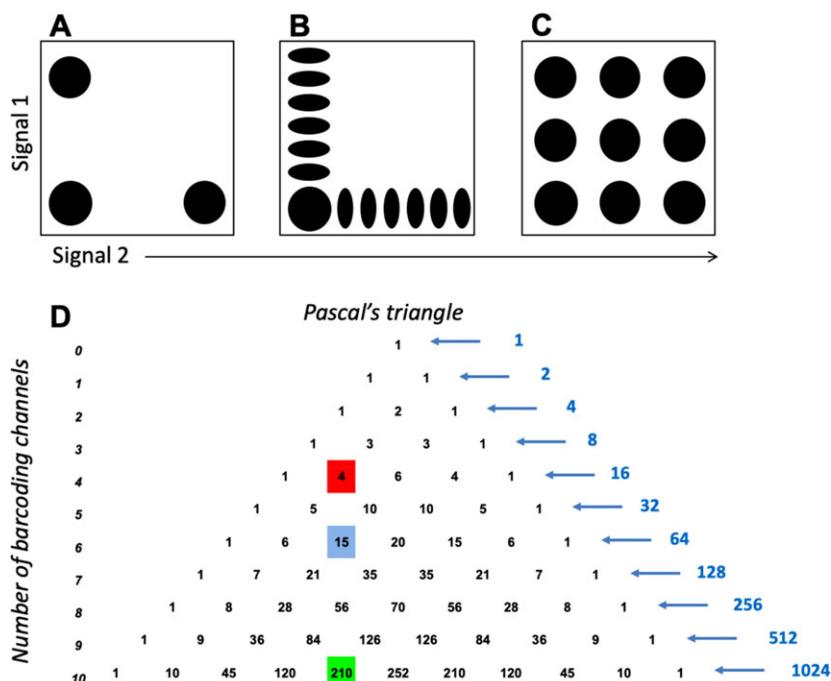 A B C
Signal 1
Signal 2
D Pascal's triangle
Number of barcoding channels
0 1 1
1 1 1 2
2 1 2 1 4
3 1 3 3 1 8
4 1 4 6 4 1 16
5 1 5 10 10 5 1 32
6 1 6 15 20 15 6 1 64
7 1 7 21 35 35 21 7 1 128
8 1 8 28 56 70 56 28 8 1 256
9 1 9 36 84 126 126 84 36 9 1 512
10 1 10 45 120 210 252 210 120 45 10 1 1024